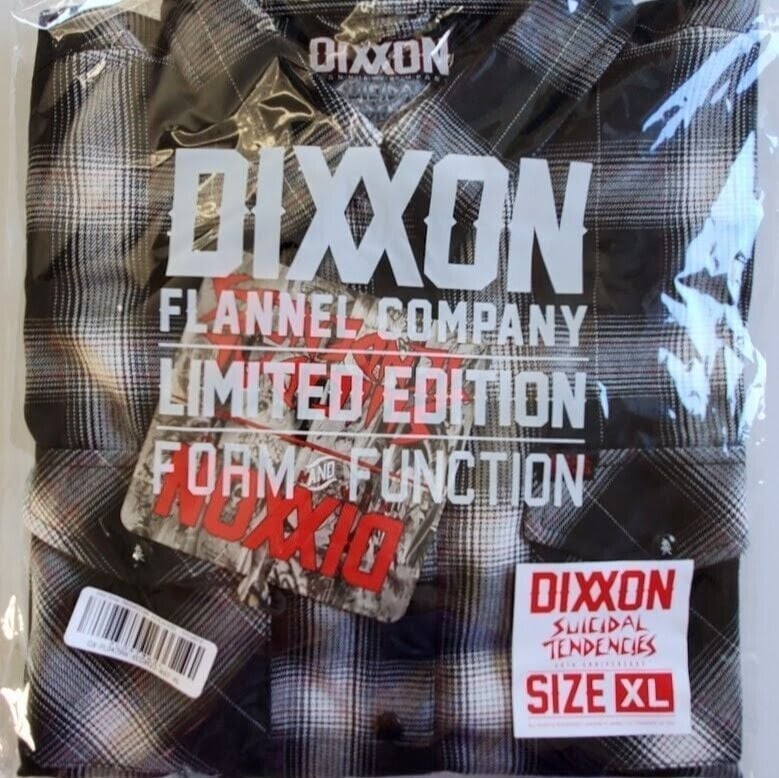 DIXXON
DIXXON
FLANNEL COMPANY
LIMITED EDITION
FORM AND FUNCTION
DIXXON
DIXXON
SUICIDAL
TENDENCIES
SIZE XL